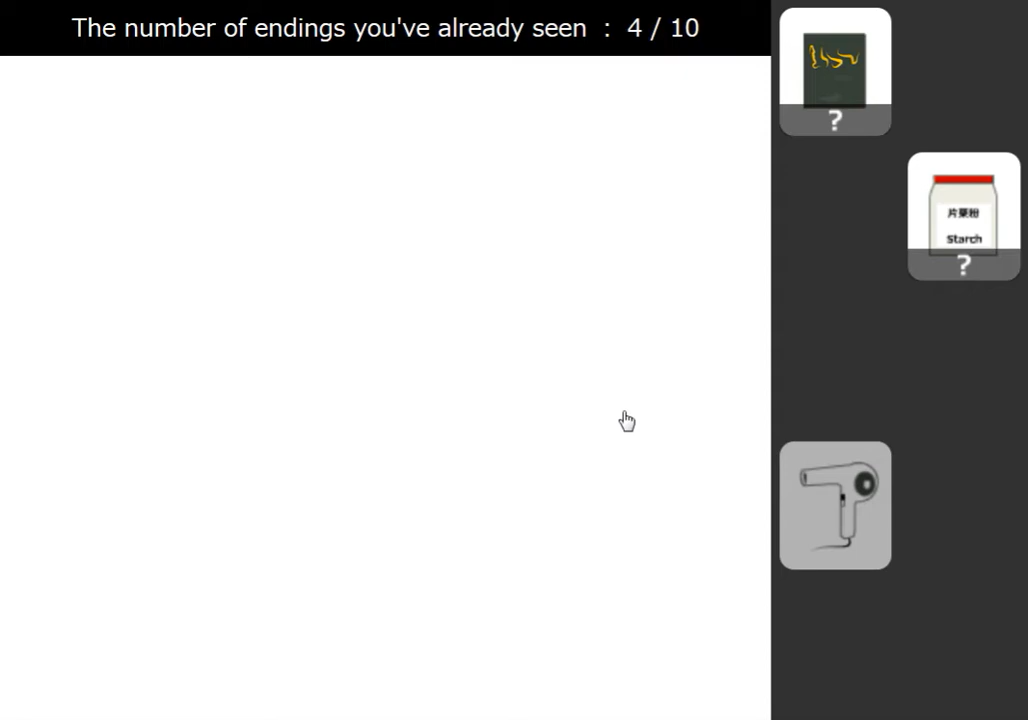 The number of endings you've already seen : 4 / 10
?
片栗粉
Starch
?